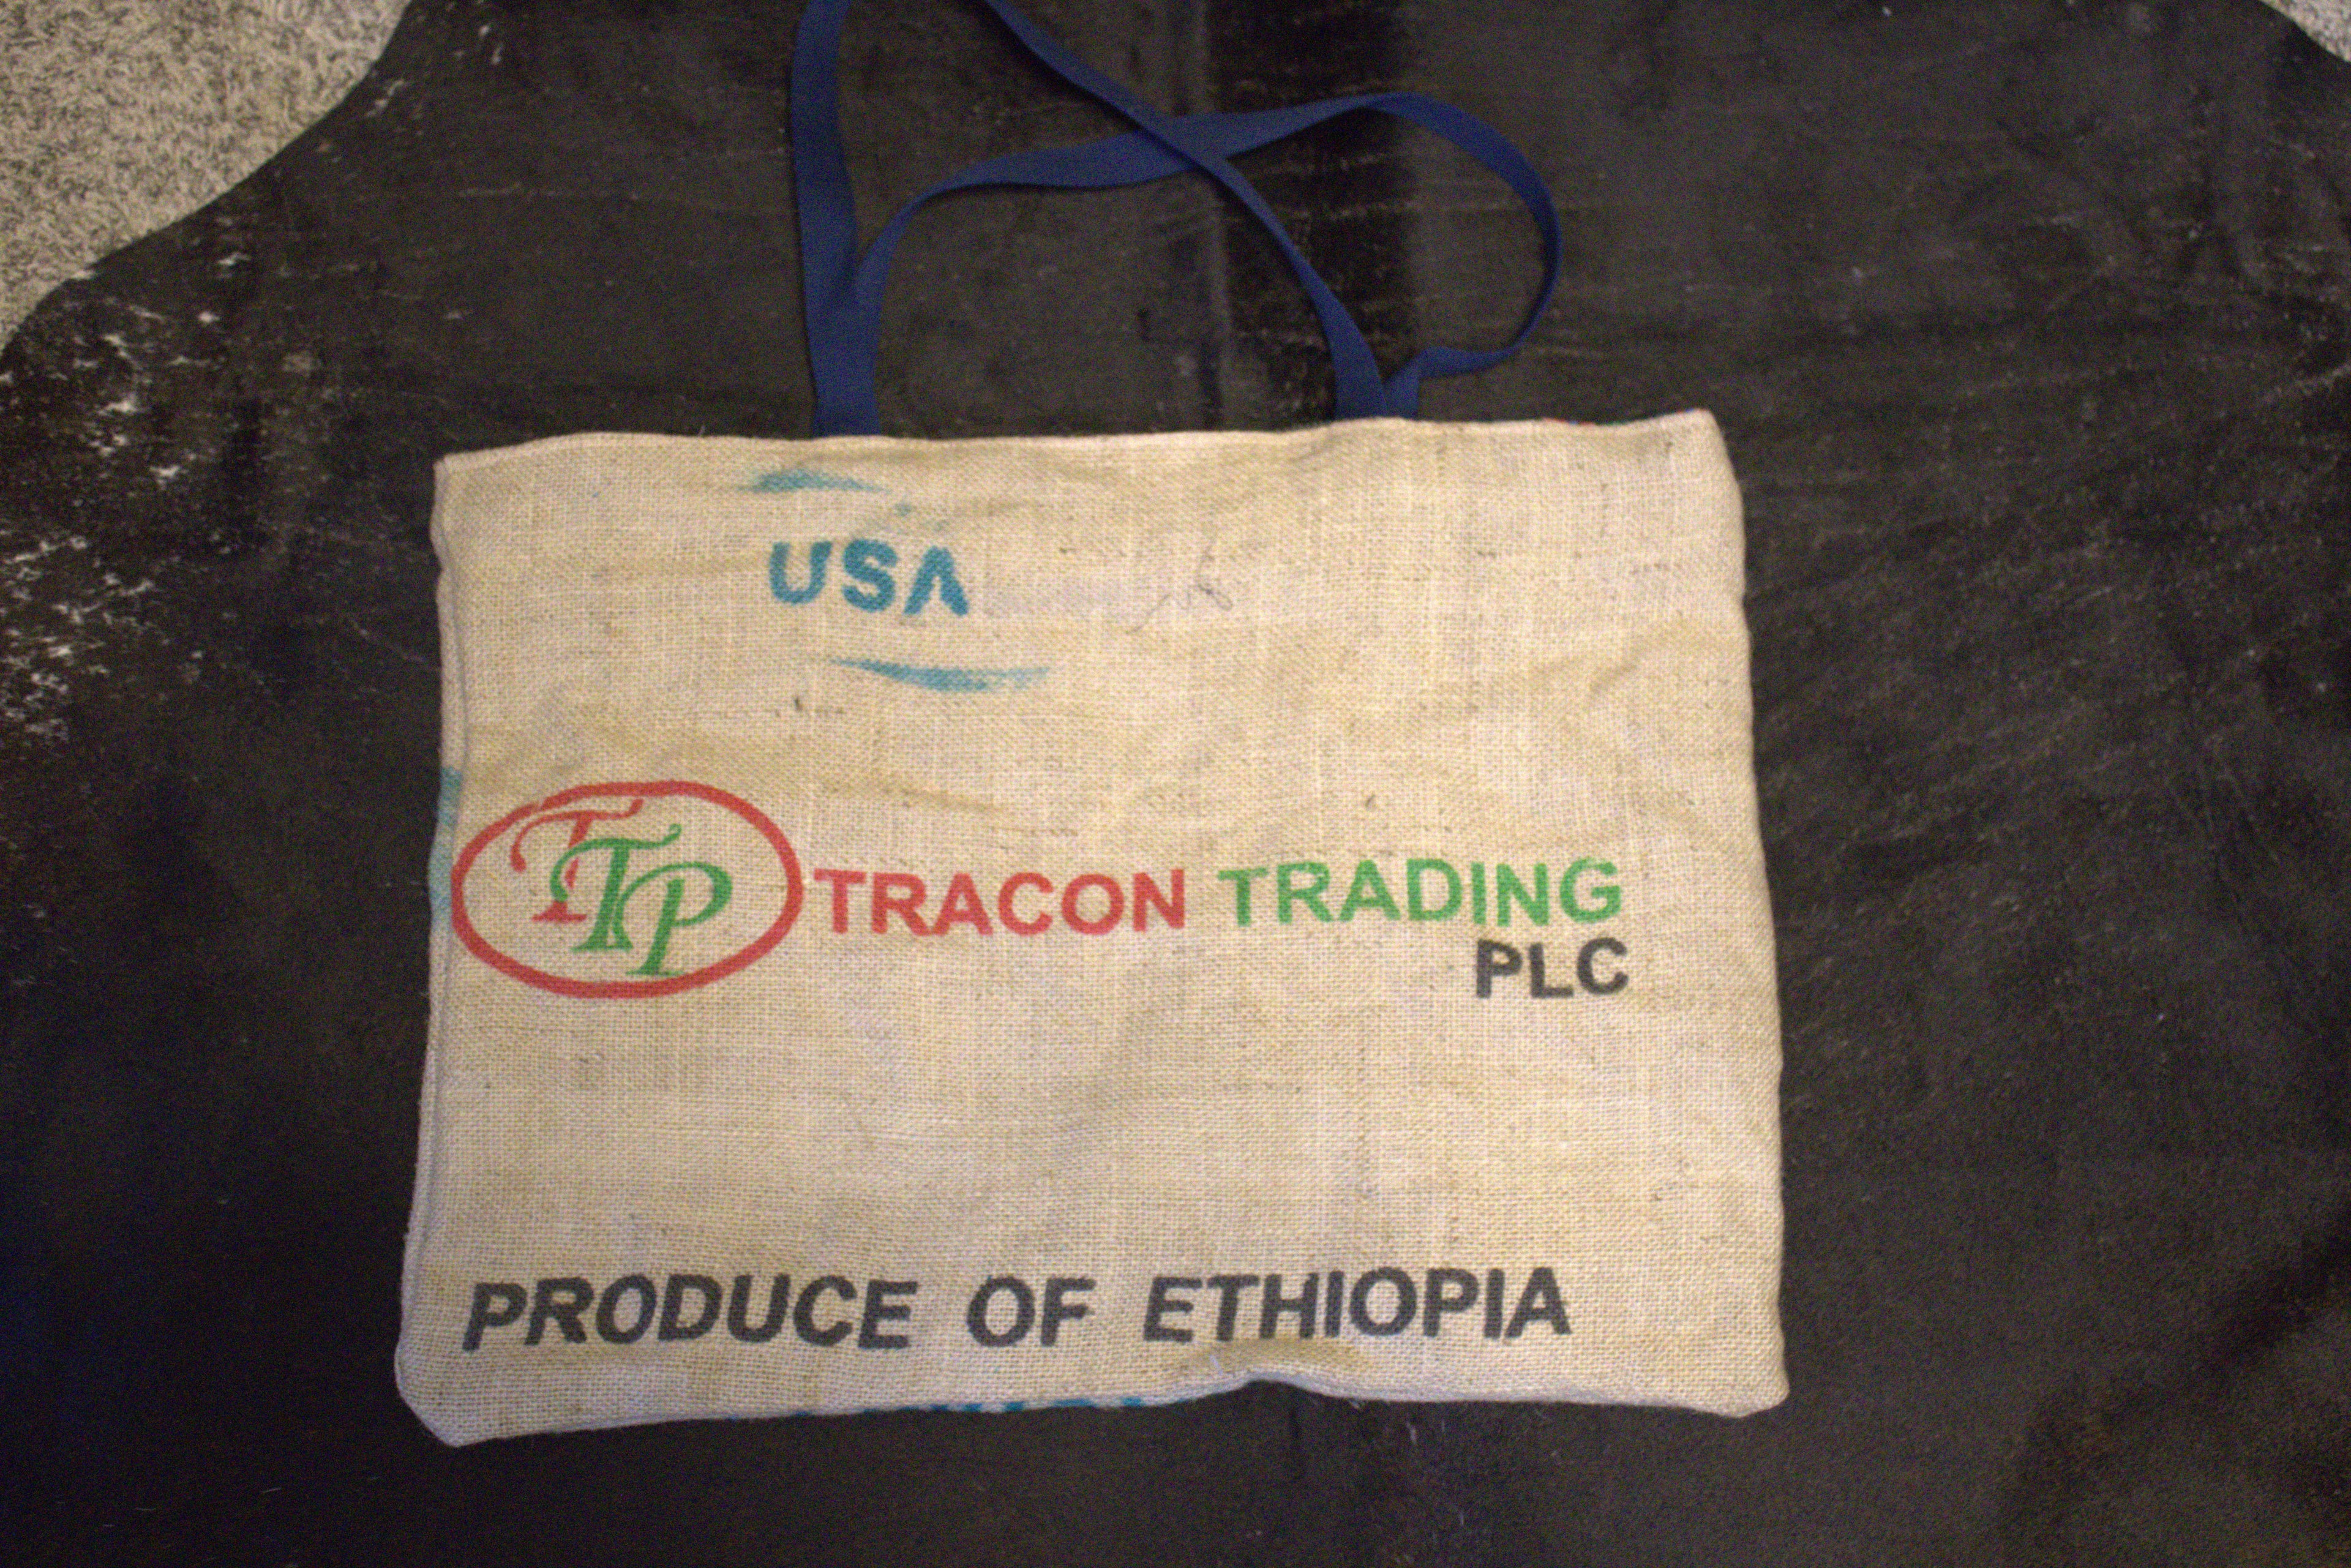 USA
TTP
TRACON TRADING
PLC
PRODUCE OF ETHIOPIA